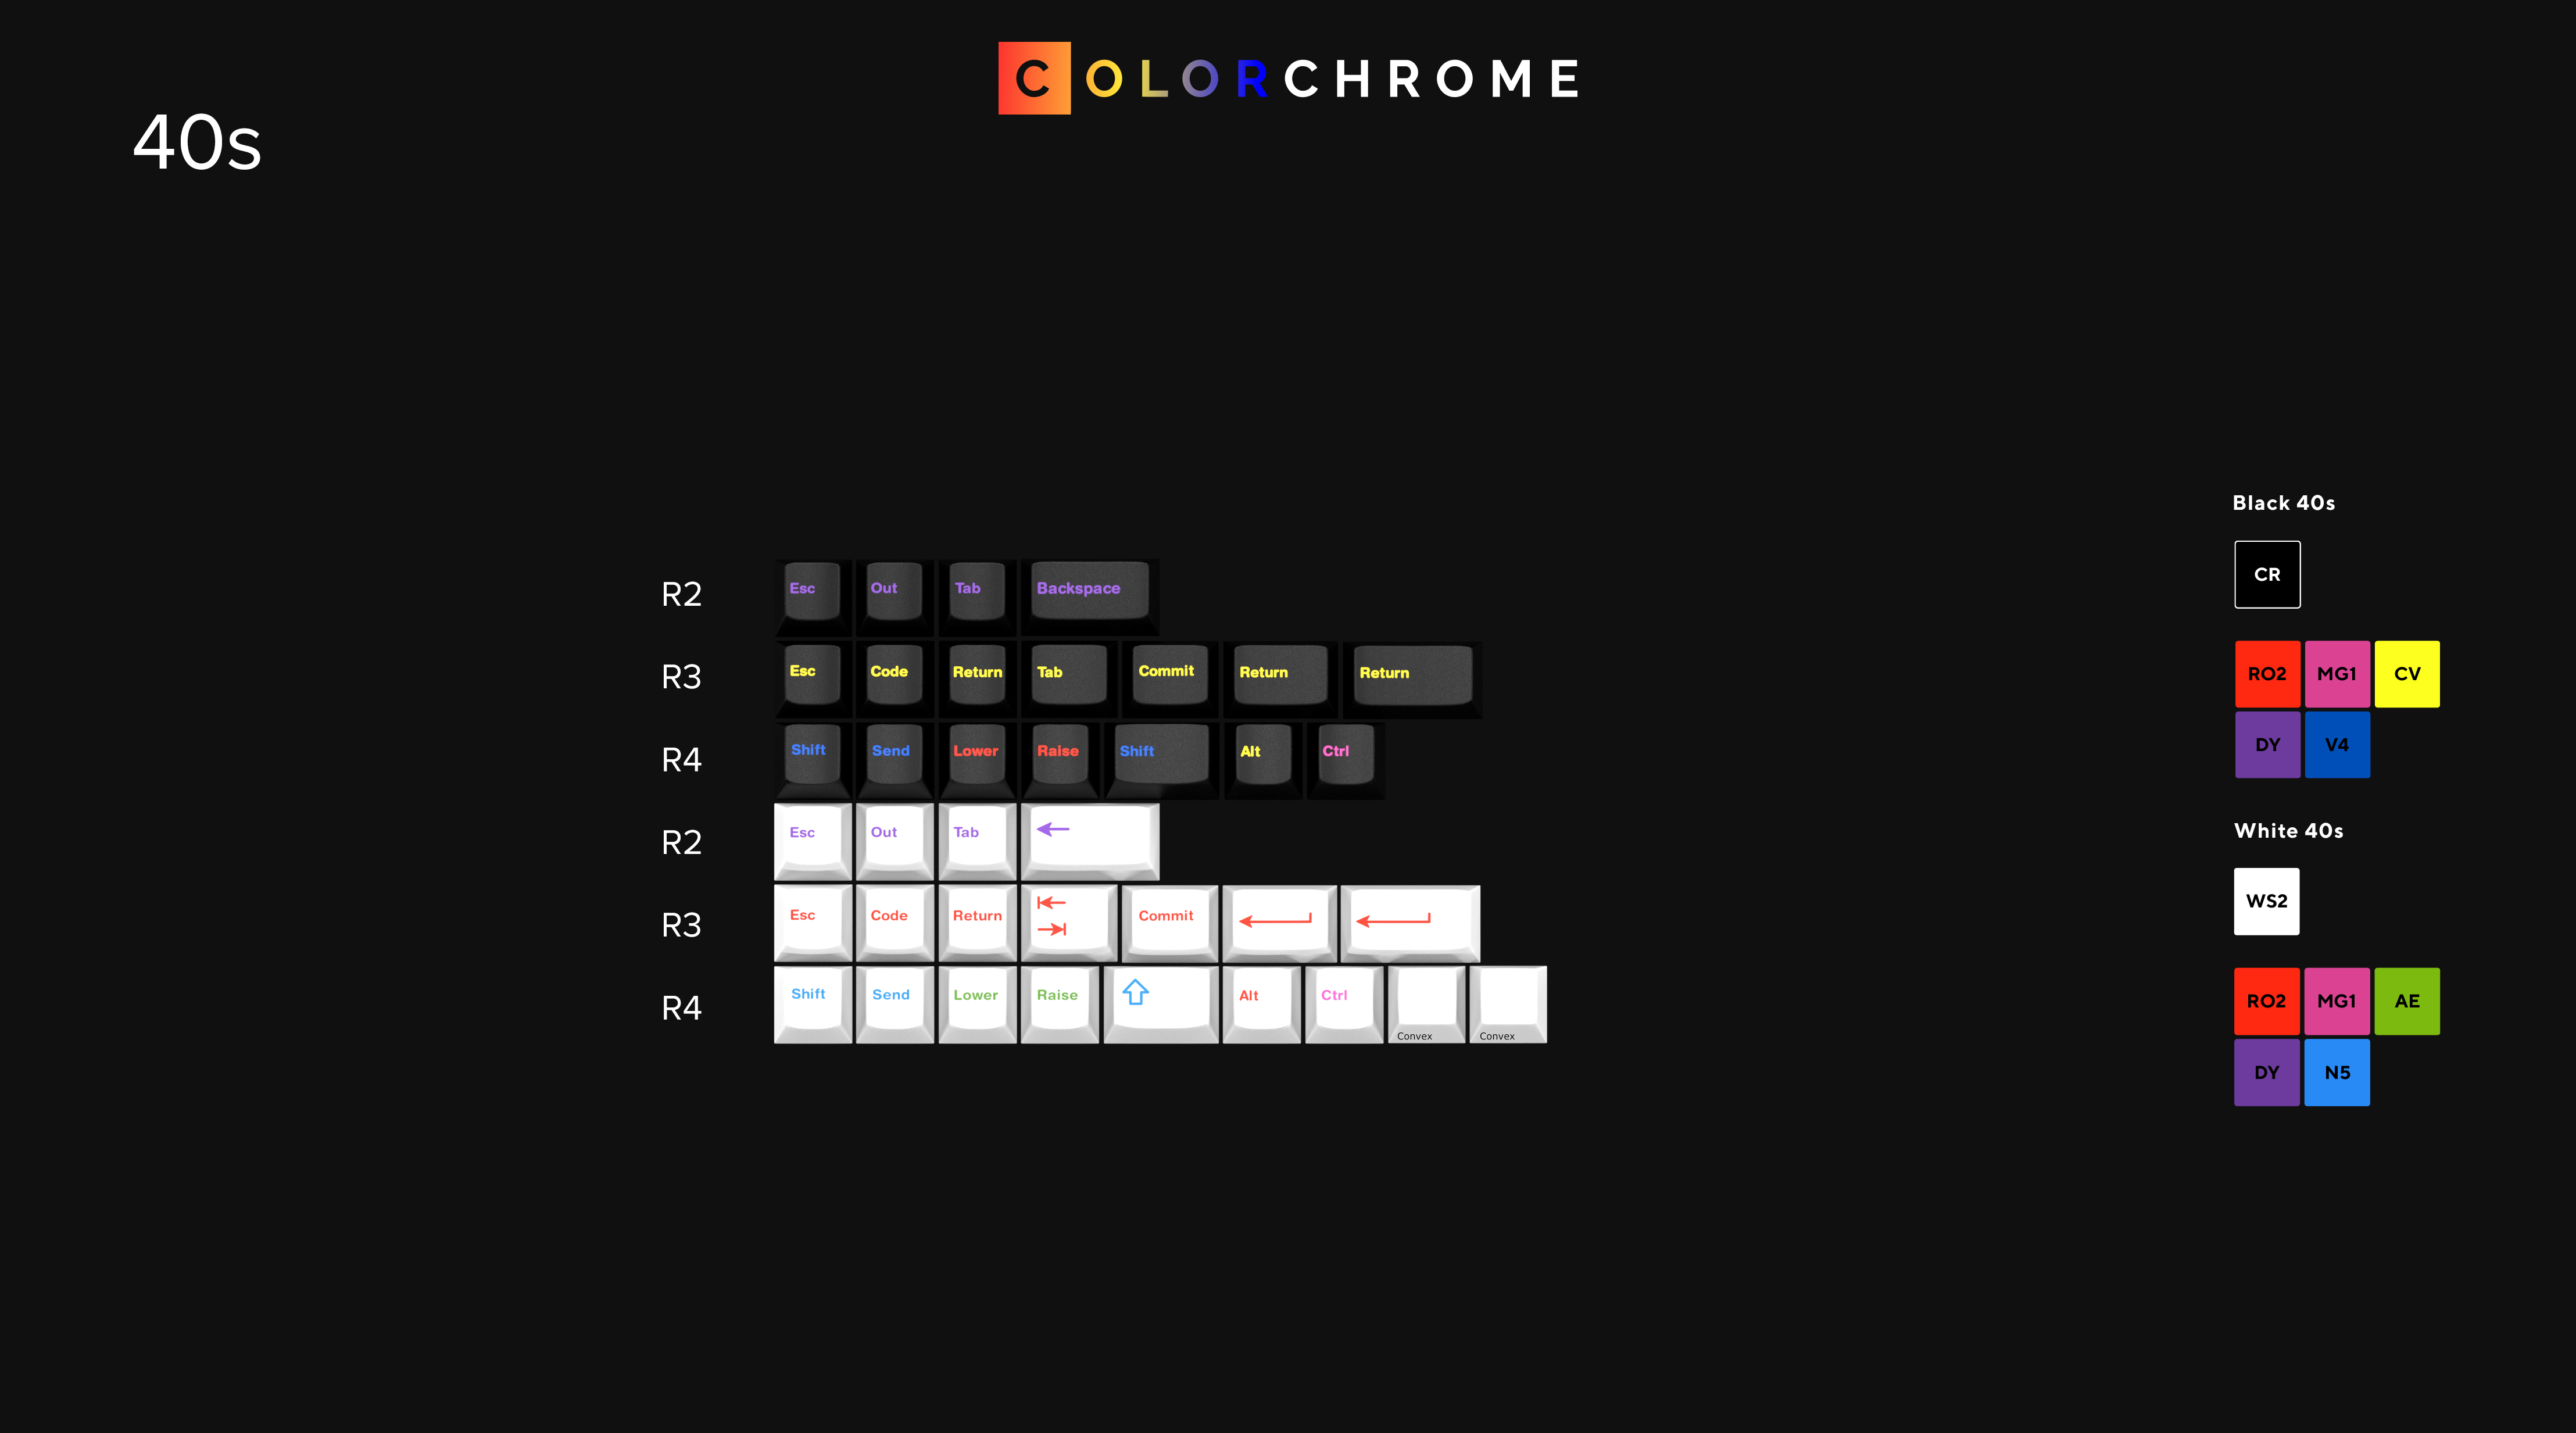 COLORCHROME
40s
R2 Esc Out Tab Backspace
R3 Esc Code Return Tab Commit Return Return
R4 Shift Send Lower Raise Shift Alt Ctrl
R2 Esc Out Tab
R3 Esc Code Return Commit
R4 Shift Send Lower Raise Alt Ctrl
Convex Convex
Black 40s
CR
RO2 MG1 CV
DY V4
White 40s
WS2
RO2 MG1 AE
DY N5